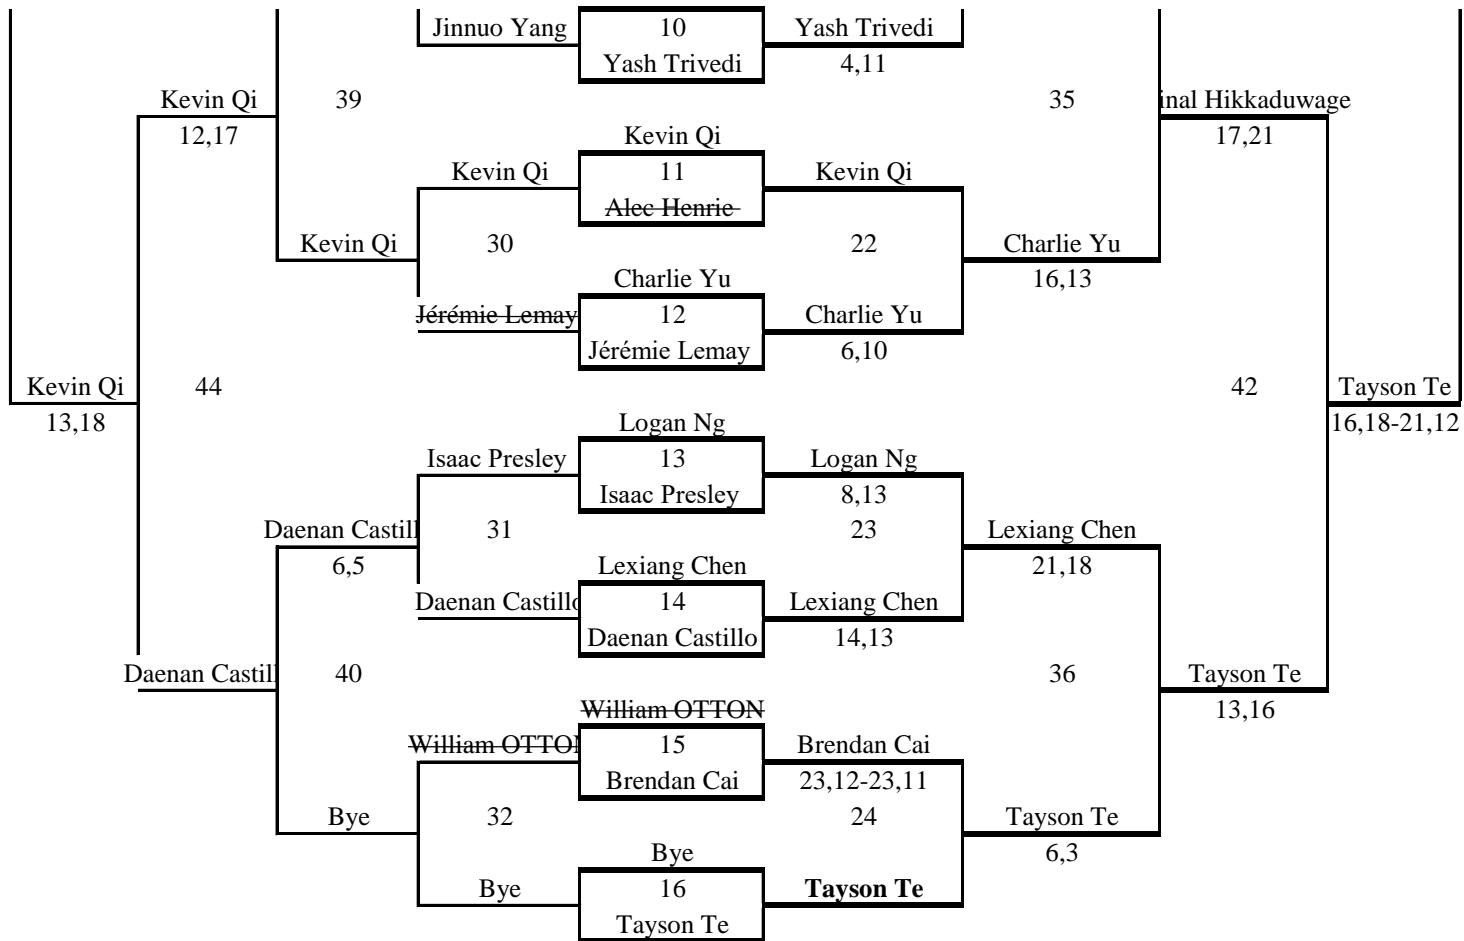 Jinnuo Yang 10 Yash Trivedi
Yash Trivedi 4,11
Kevin Qi 39 35 inal Hikkaduwage
12,17 Kevin Qi 17,21
Kevin Qi 11 Kevin Qi
Alec Henrie
Kevin Qi 30 22 Charlie Yu
Charlie Yu 16,13
Jérémie Lemay 12 Charlie Yu
Jérémie Lemay 6,10
Kevin Qi 44 42 Tayson Te
13,18 Logan Ng 16,18-21,12
Isaac Presley 13 Logan Ng
Isaac Presley 8,13
Daenan Castill 31 23 Lexiang Chen
6,5 Lexiang Chen 21,18
Daenan Castillo 14 Lexiang Chen
Daenan Castillo 14,13
Daenan Castill 40 36 Tayson Te
William OTTON 13,16
William OTTON 15 Brendan Cai
Brendan Cai 23,12-23,11
Bye 32 24 Tayson Te
Bye 6,3
Bye 16 Tayson Te
Tayson Te